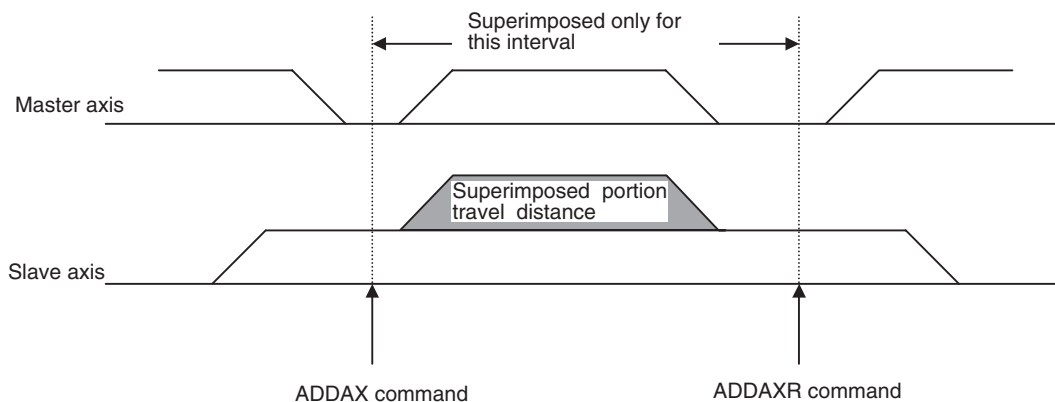 Superimposed only for
this interval
Master axis
Superimposed portion
travel distance
Slave axis
ADDAX command
ADDAXR command